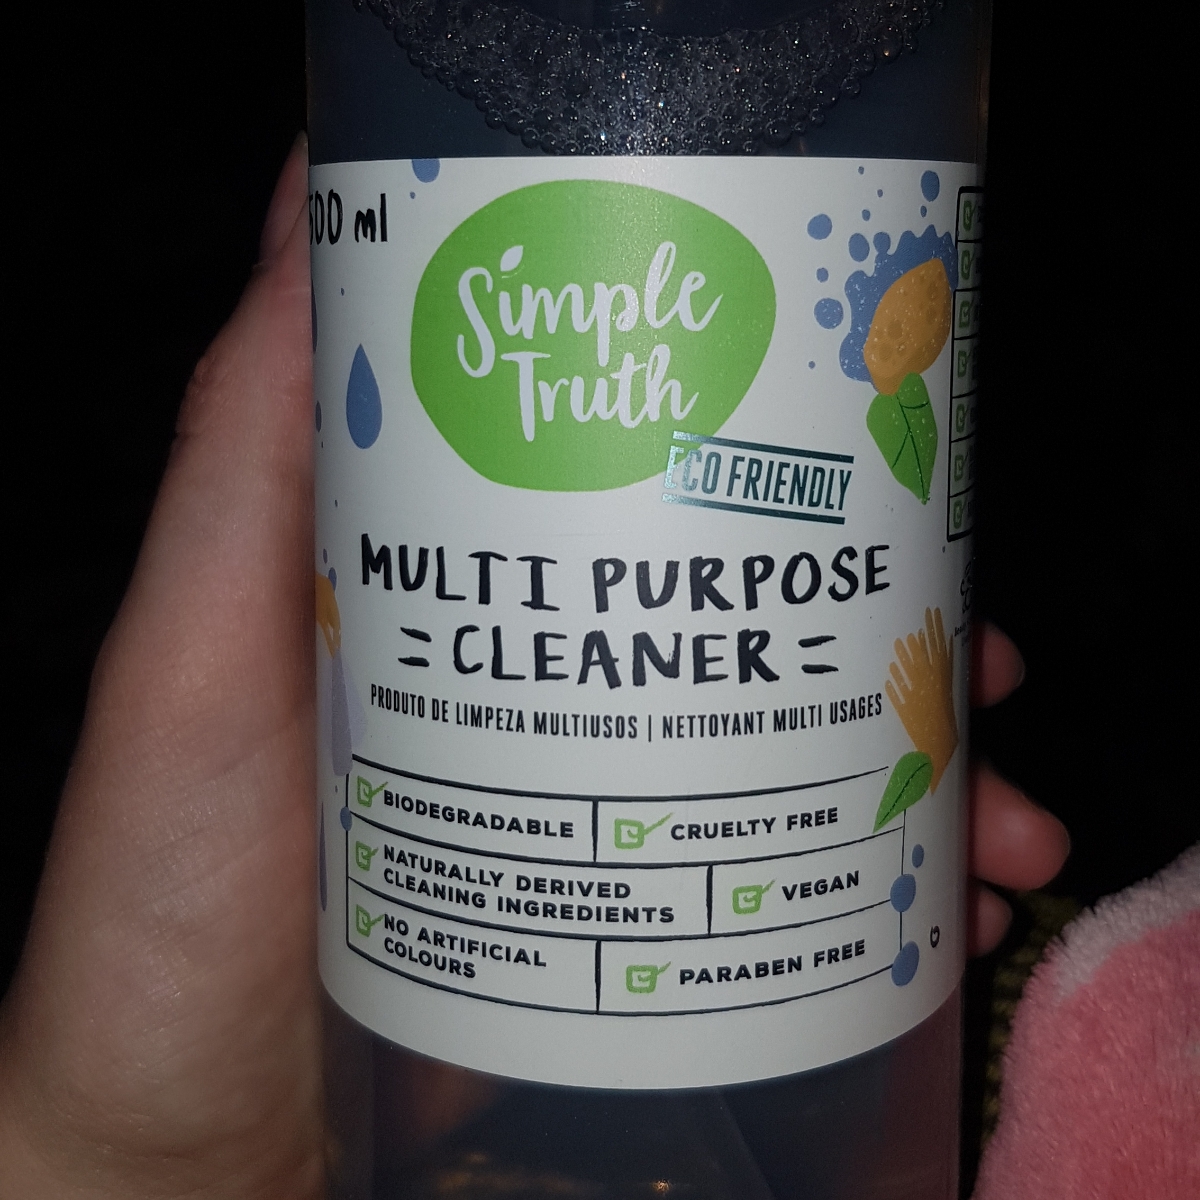 500 ml
Simple
Truth
ECO FRIENDLY
MULTI PURPOSE
= CLEANER =
PRODUTO DE LIMPEZA MULTIUSOS | NETTOYANT MULTI USAGES
BIODEGRADABLE
CRUELTY FREE
NATURALLY DERIVED
CLEANING INGREDIENTS
VEGAN
NO ARTIFICIAL
COLOURS
PARABEN FREE
G